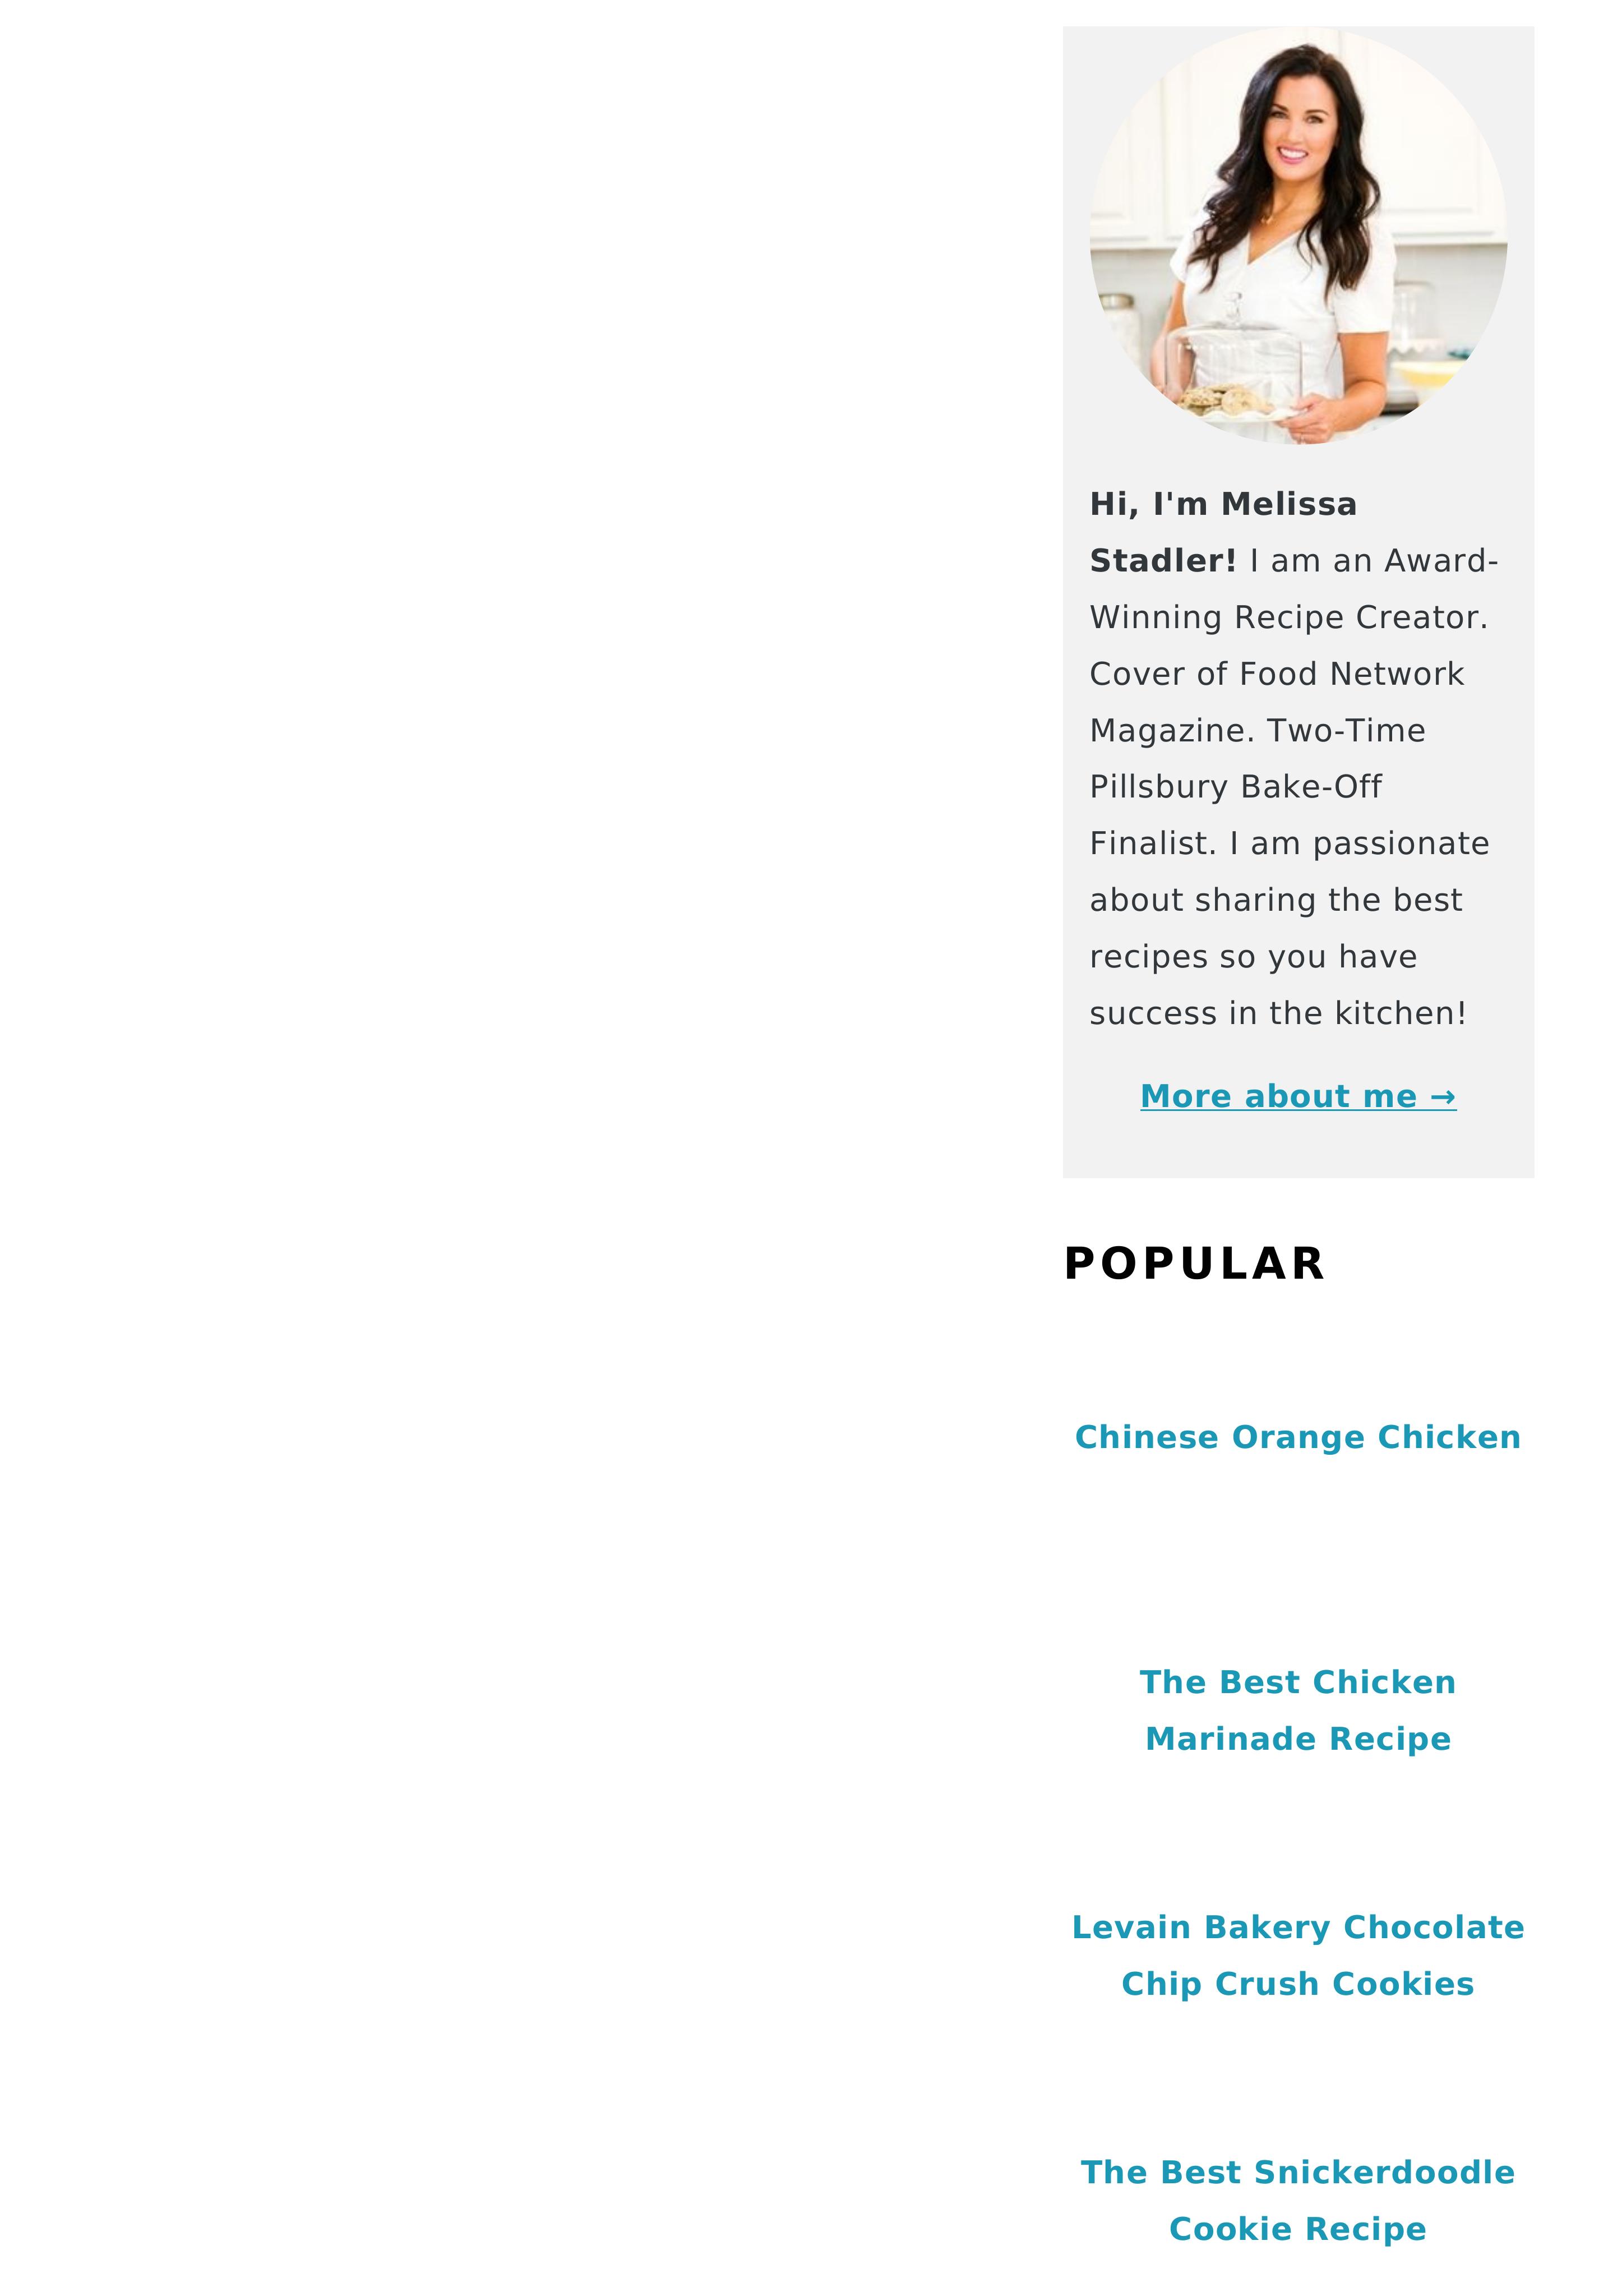 Hi, I'm Melissa
Stadler! I am an Award-
Winning Recipe Creator.
Cover of Food Network
Magazine. Two-Time
Pillsbury Bake-Off
Finalist. I am passionate
about sharing the best
recipes so you have
success in the kitchen!
More about me →
POPULAR
Chinese Orange Chicken
The Best Chicken
Marinade Recipe
Levain Bakery Chocolate
Chip Crush Cookies
The Best Snickerdoodle
Cookie Recipe